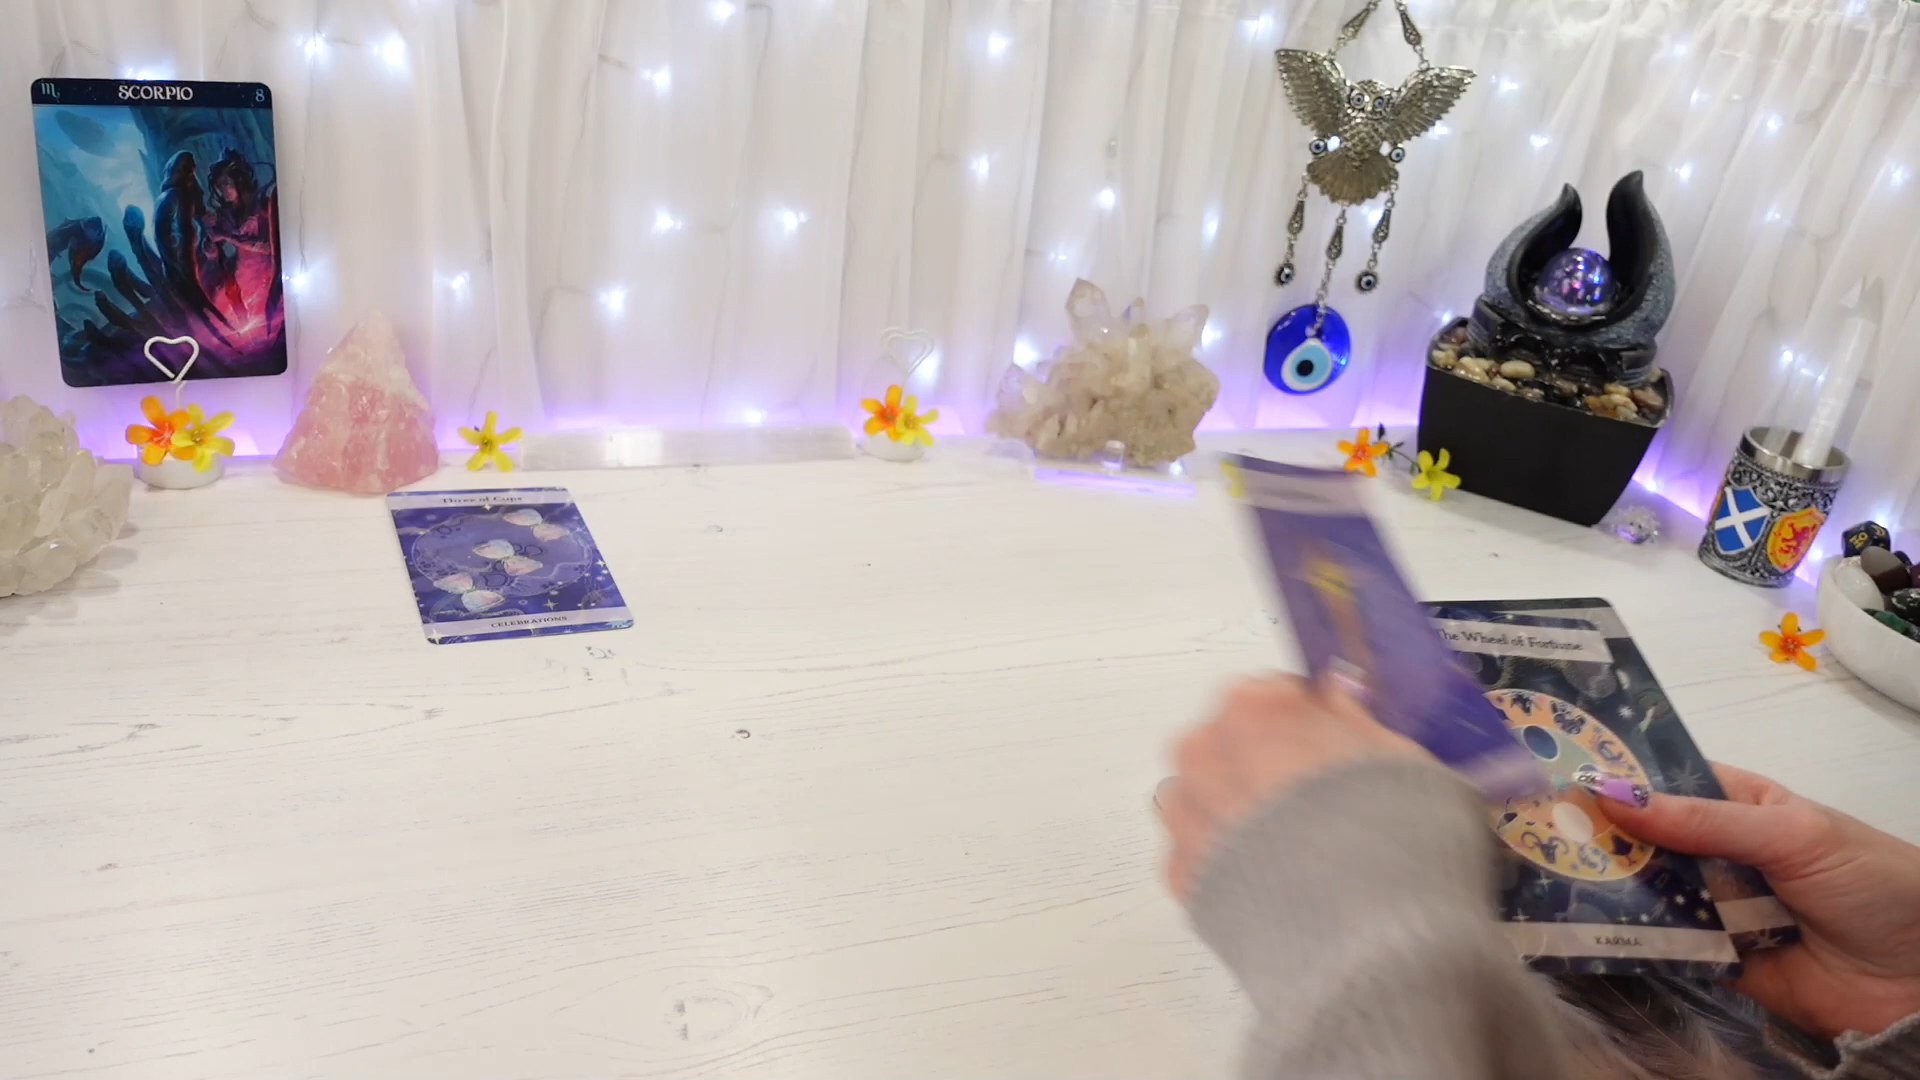 ♏ SCORPIO 8
Three of Cups
CELEBRATIONS
The Wheel of Fortune
KARMA